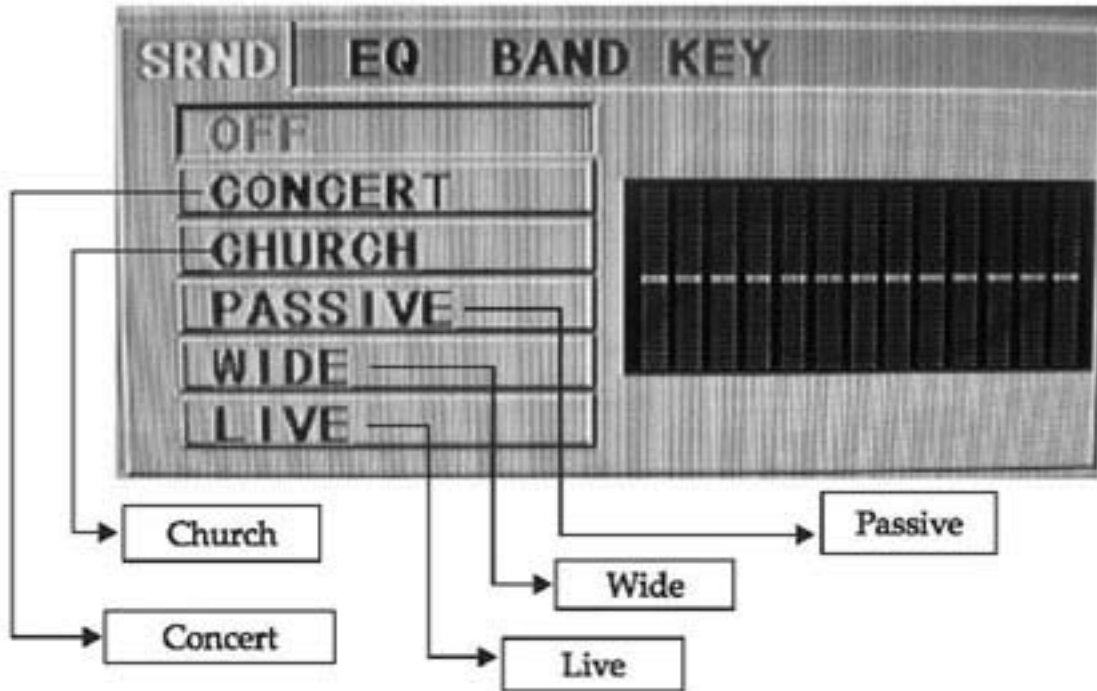 SRND EQ BAND KEY
OFF
CONCERT
CHURCH
PASSIVE
WIDE
LIVE
Church
Passive
Wide
Concert
Live